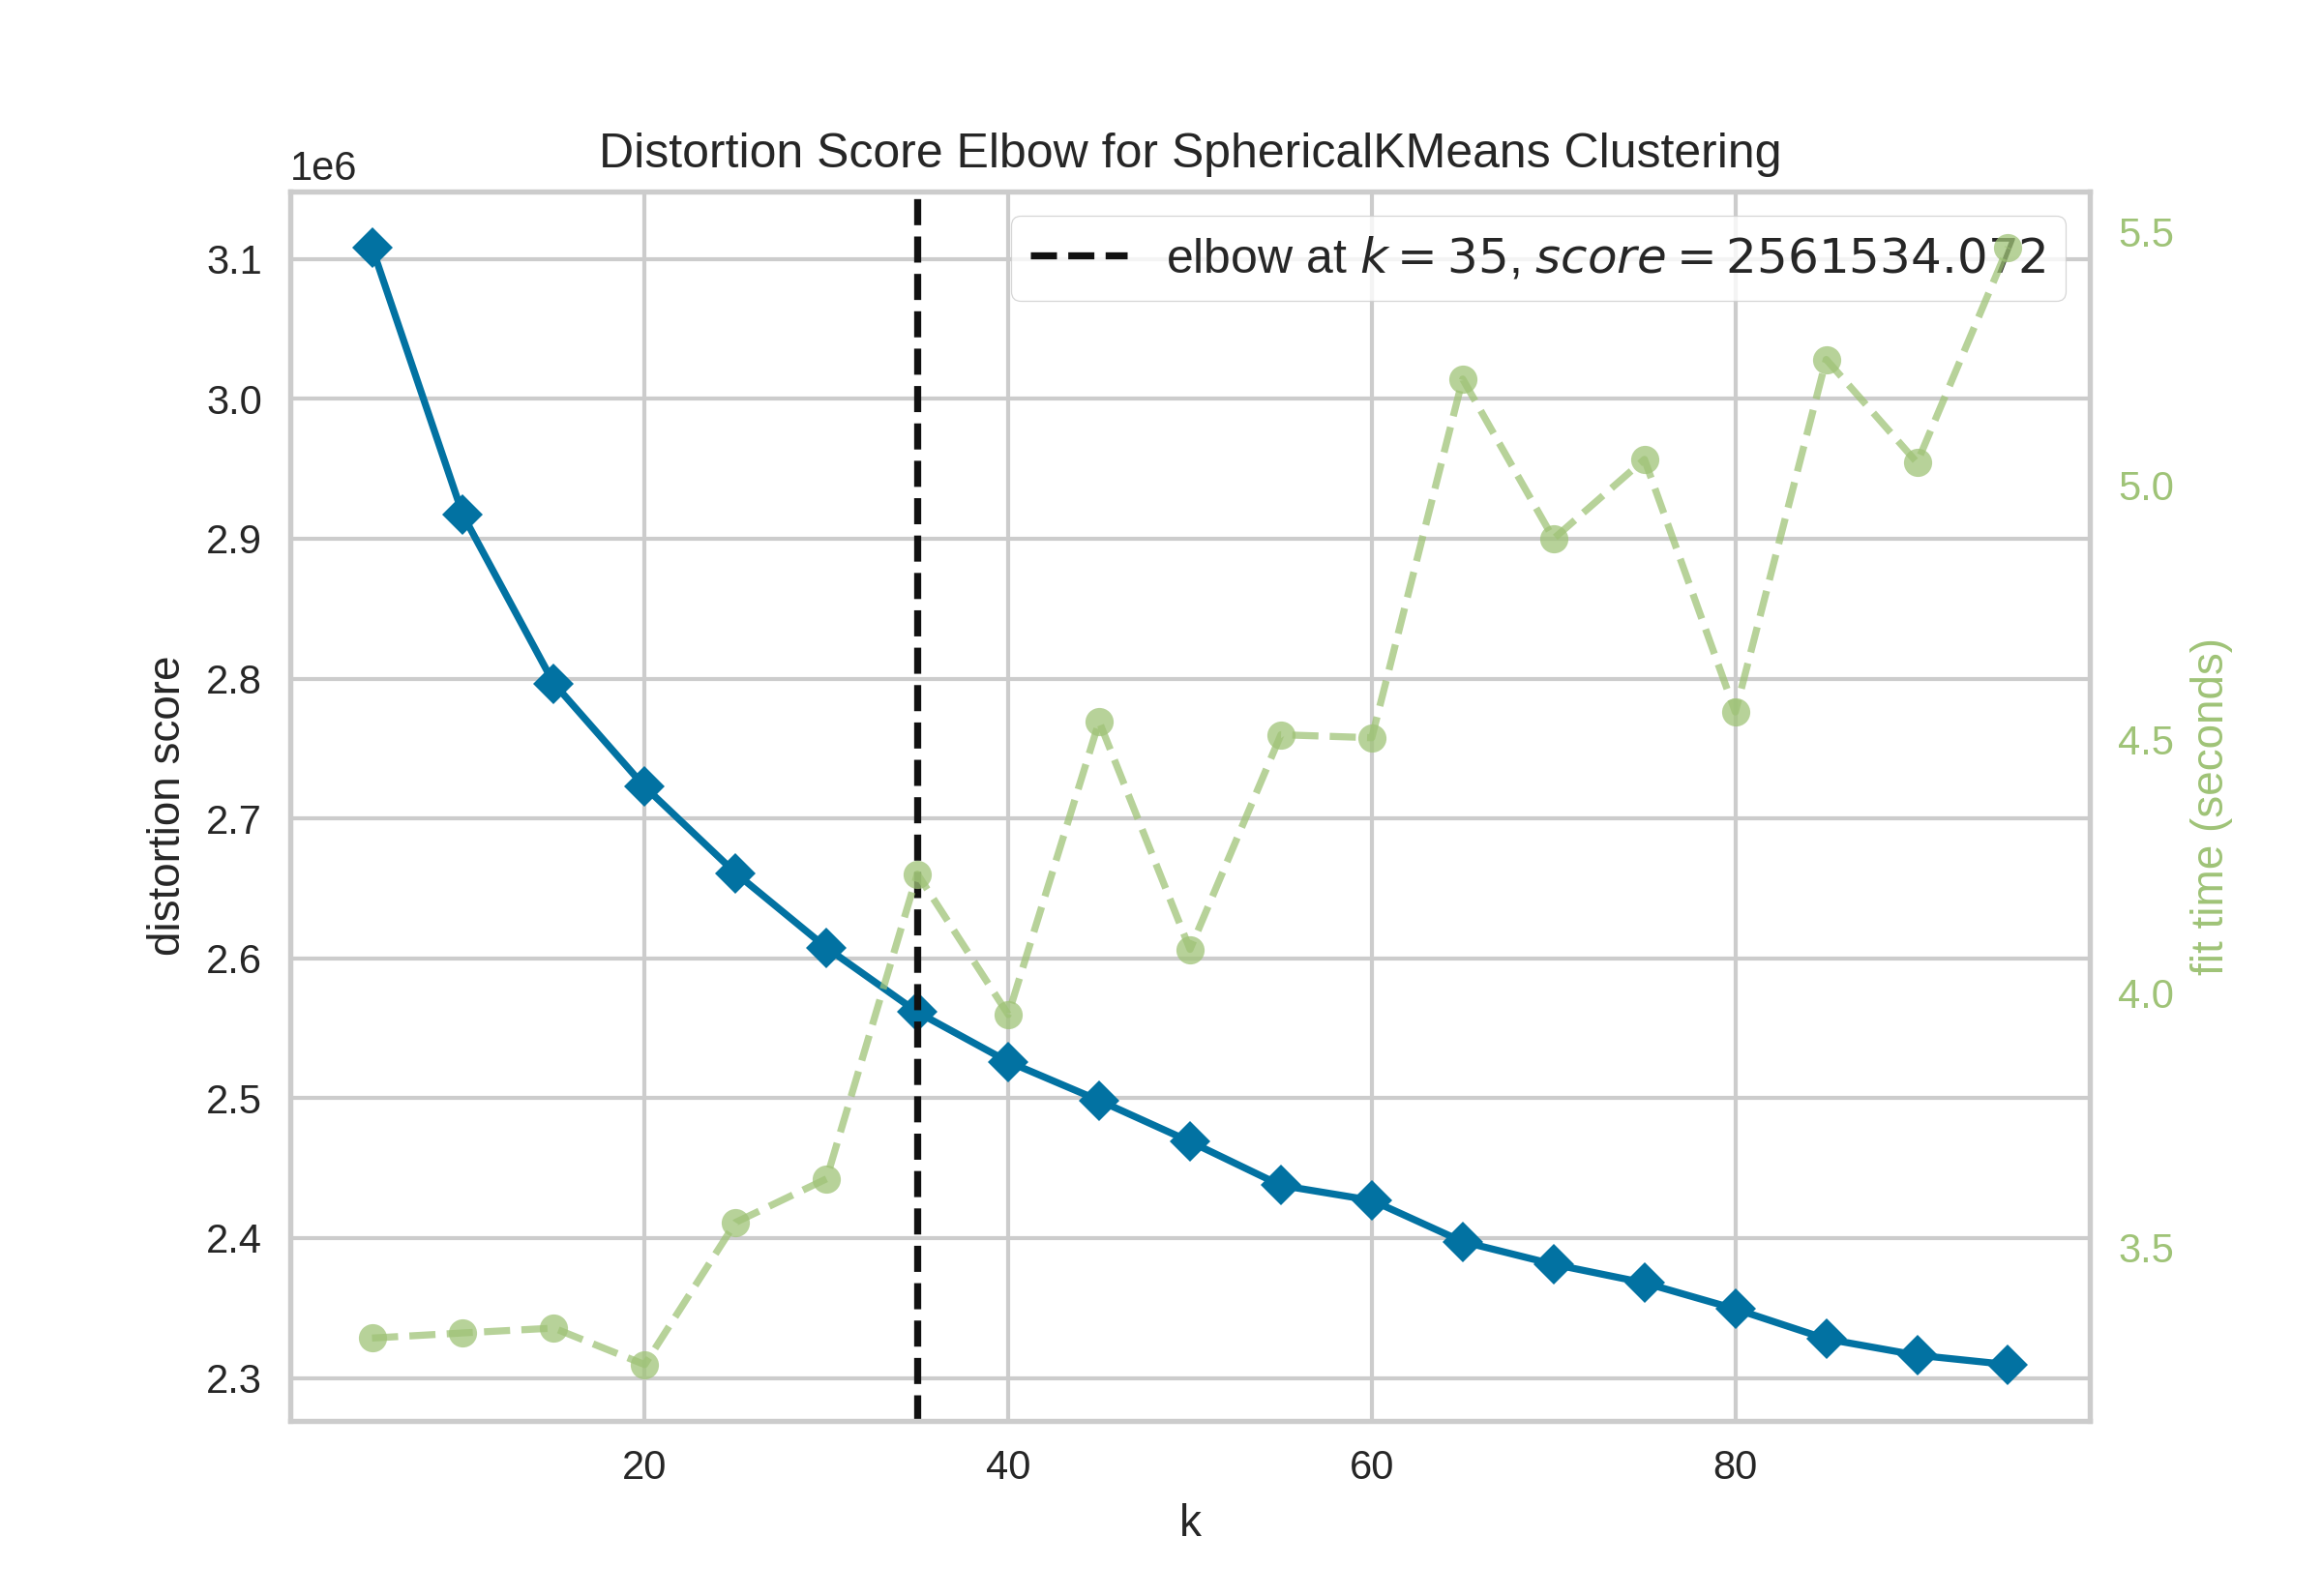 Distortion Score Elbow for SphericalKMeans Clustering
1e6
elbow at k = 35, score = 2561534.072
3.1
3.0
2.9
2.8
2.7
2.6
2.5
2.4
2.3
distortion score
5.5
5.0
4.5
4.0
3.5
fit time (seconds)
20 40 60 80
k